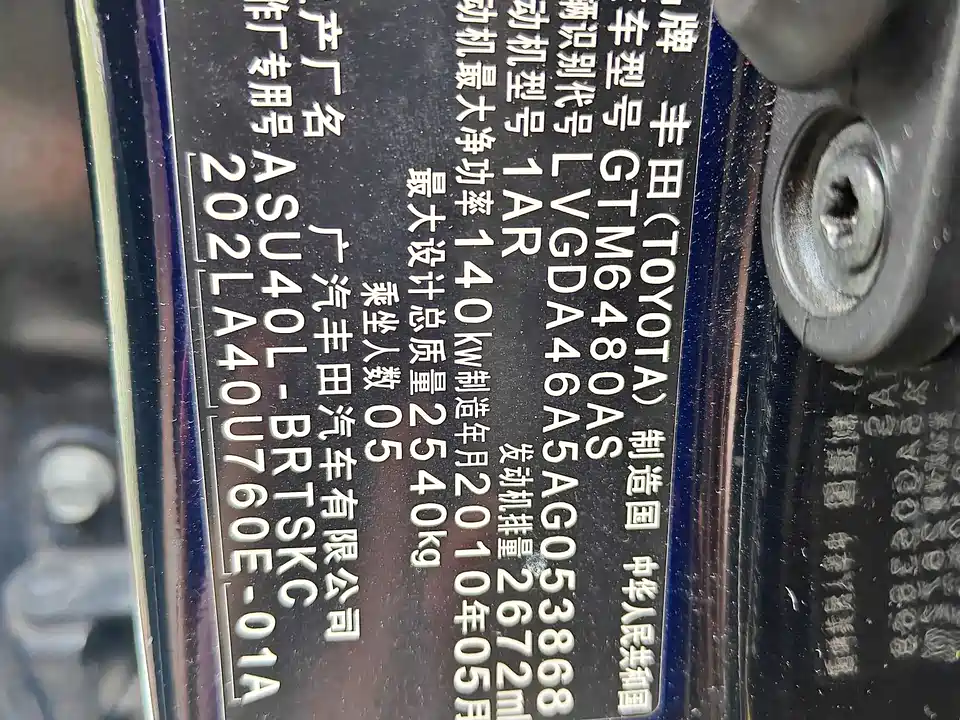 牌 丰田(TOYOTA) 制造国 中华人民共和国
车型号 GTM6480AS
辆识别代号 LVGDA46A5AG053868
动机型号 1AR 发动机排量 2672ml
动机最大净功率 140kW 制造年月 2010年05月
最大设计总质量 2540kg
乘坐人数 05
产厂名 广汽丰田汽车有限公司
作厂专用号 ASU40L-BRTSKC
202LA40U760E-01A